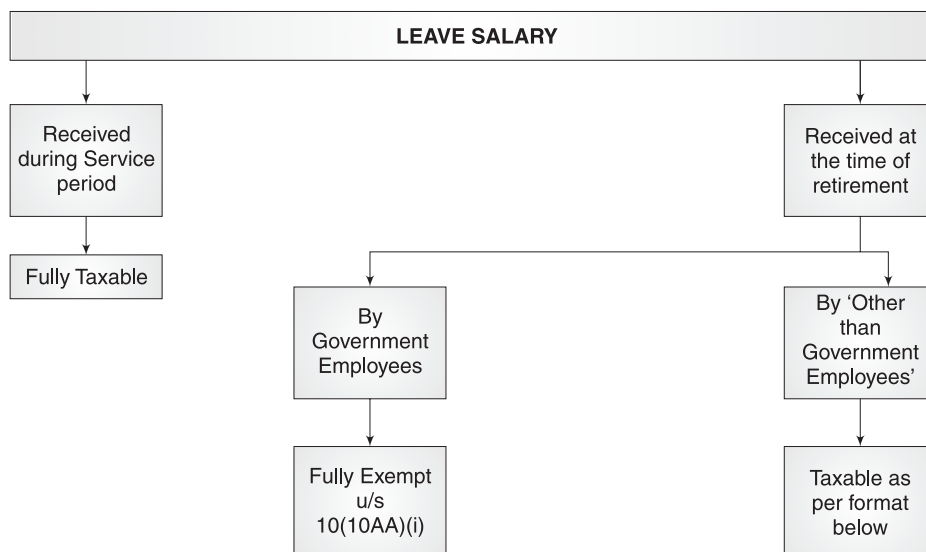 LEAVE SALARY
Received
during Service
period
Received at
the time of
retirement
Fully Taxable
By
Government
Employees
By ‘Other
than
Government
Employees’
Fully Exempt
u/s
10(10AA)(i)
Taxable as
per format
below